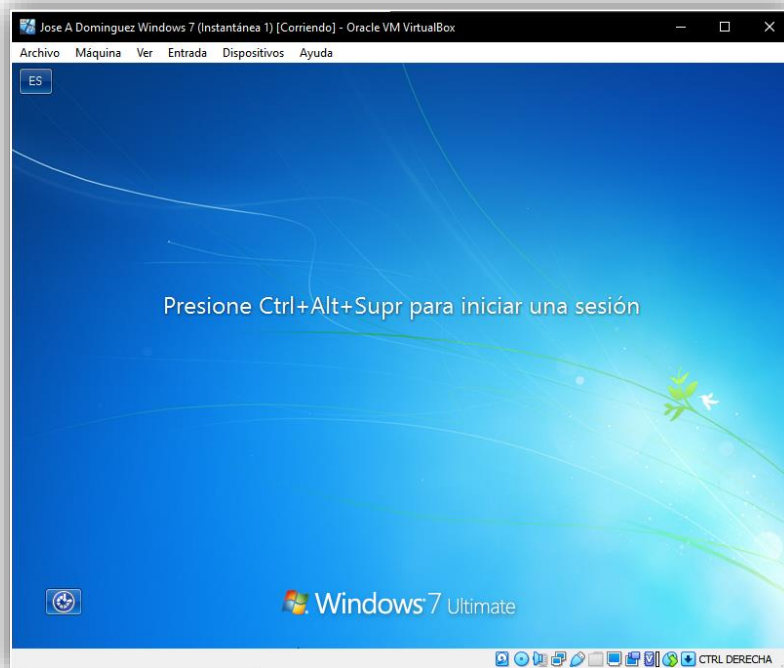 Jose A Dominguez Windows 7 (Instantánea 1) [Corriendo] - Oracle VM VirtualBox
Archivo Máquina Ver Entrada Dispositivos Ayuda
ES
Presione Ctrl+Alt+Supr para iniciar una sesión
Windows 7 Ultimate
CTRL DERECHA